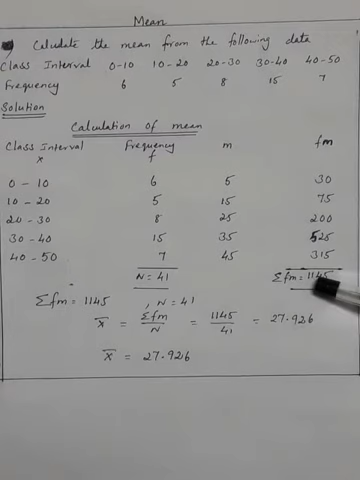 Mean
Calculate the mean from the following data
Class Interval 0-10 10-20 20-30 30-40 40-50
Frequency 6 5 8 15 7
Solution
Calculation of mean
Class Interval x Frequency f m fm
0 - 10 6 5 30
10 - 20 5 15 75
20 - 30 8 25 200
30 - 40 15 35 525
40 - 50 7 45 315
N = 41 Σfm = 1145
Σfm = 1145 , N = 41
x̄ = Σfm/N = 1145/41 = 27.926
x̄ = 27.926